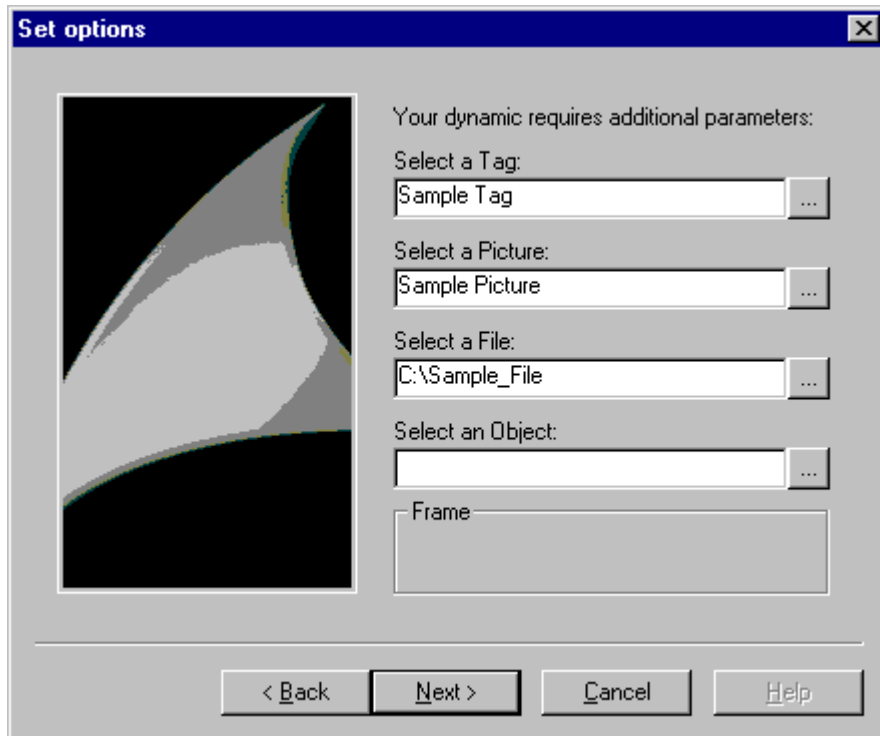 Set options
Your dynamic requires additional parameters:
Select a Tag:
Sample Tag
...
Select a Picture:
Sample Picture
...
Select a File:
C:\Sample_File
...
Select an Object:
...
Frame
< Back Next > Cancel Help